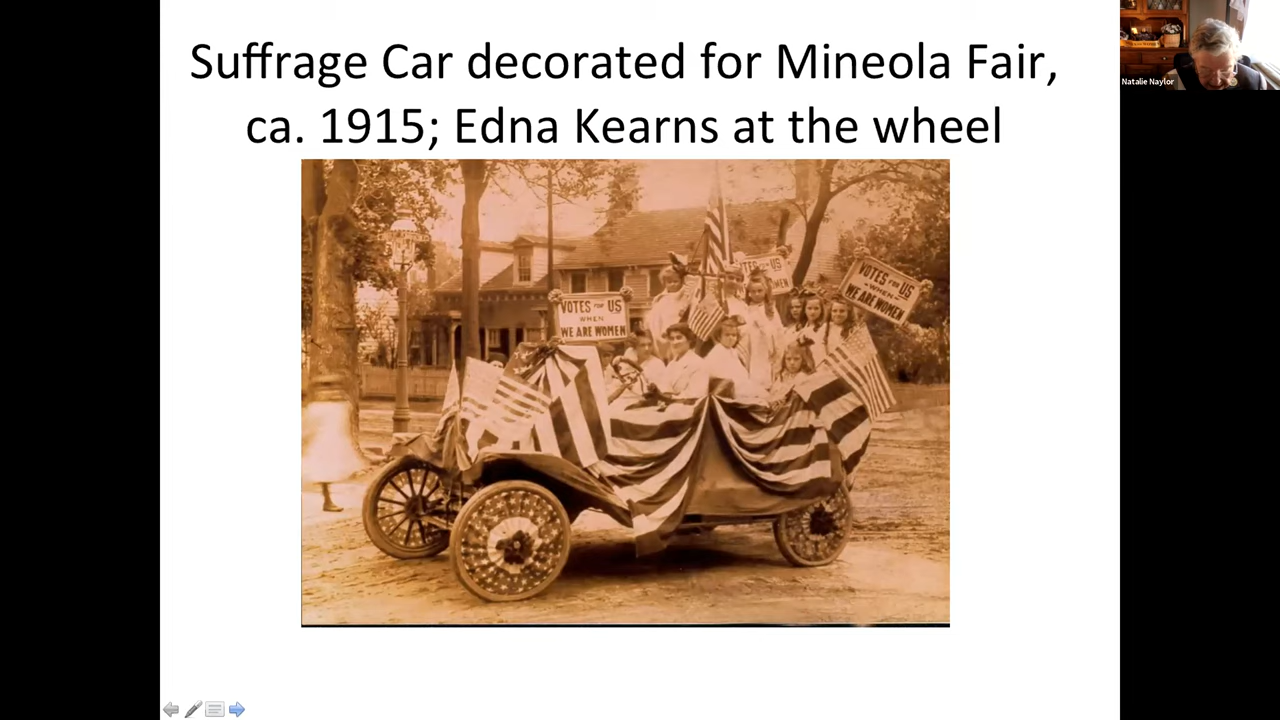 Suffrage Car decorated for Mineola Fair,
ca. 1915; Edna Kearns at the wheel
Natalie Naylor
VOTES FOR US
WHEN
WE ARE WOMEN
VOTES FOR US
WHEN
WE ARE WOMEN